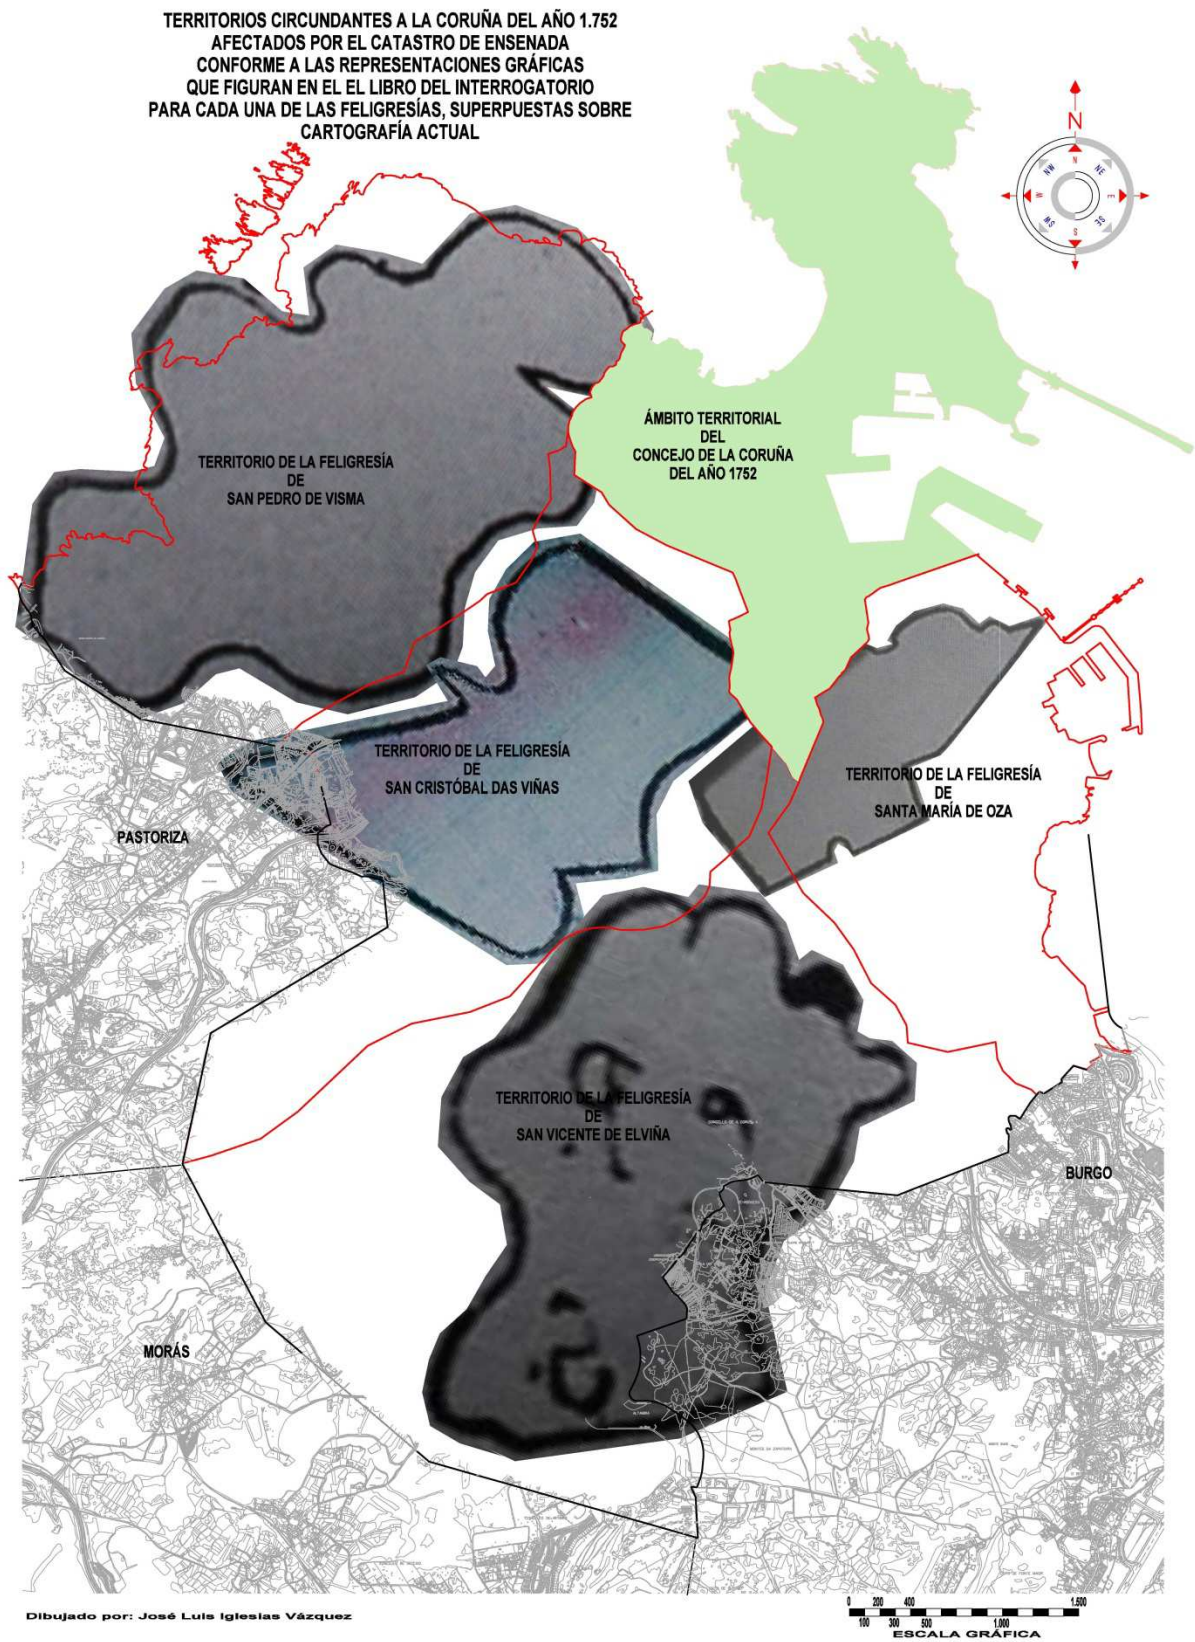 TERRITORIOS CIRCUNDANTES A LA CORUÑA DEL AÑO 1.752
AFECTADOS POR EL CATASTRO DE ENSENADA
CONFORME A LAS REPRESENTACIONES GRÁFICAS
QUE FIGURAN EN EL EL LIBRO DEL INTERROGATORIO
PARA CADA UNA DE LAS FELIGRESÍAS, SUPERPUESTAS SOBRE
CARTOGRAFÍA ACTUAL
N
N
NW
NE
W
E
SW
SE
S
ÁMBITO TERRITORIAL
DEL
CONCEJO DE LA CORUÑA
DEL AÑO 1752
TERRITORIO DE LA FELIGRESÍA
DE
SAN PEDRO DE VISMA
TERRITORIO DE LA FELIGRESÍA
DE
SAN CRISTÓBAL DAS VIÑAS
TERRITORIO DE LA FELIGRESÍA
DE
SANTA MARÍA DE OZA
PASTORIZA
TERRITORIO DE LA FELIGRESÍA
DE
SAN VICENTE DE ELVIÑA
BURGO
MORÁS
Dibujado por: José Luis Iglesias Vázquez
0 200 400 1.500
100 300 500 1.000
ESCALA GRÁFICA